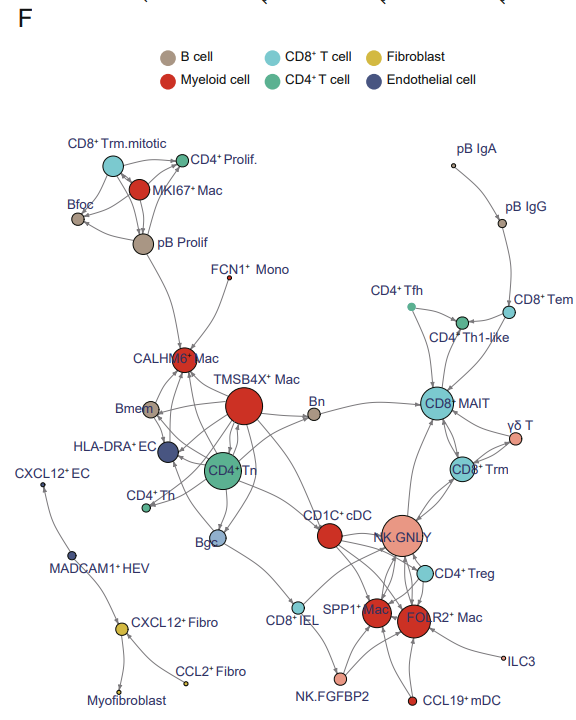 F
B cell CD8⁺ T cell Fibroblast
Myeloid cell CD4⁺ T cell Endothelial cell
CD8⁺ Trm.mitotic
CD4⁺ Prolif.
MKI67⁺ Mac
Bfoc
pB Prolif
pB IgA
pB IgG
FCN1⁺ Mono
CD4⁺ Tfh
CD8⁺ Tem
CD4⁺ Th1-like
CALHM6⁺ Mac
TMSB4X⁺ Mac
Bmem
Bn
CD8⁺ MAIT
γδ T
HLA-DRA⁺ EC
CD4⁺ Tn
CD8⁺ Trm
CXCL12⁺ EC
CD4⁺ Th
CD1C⁺ cDC
NK.GNLY
Bgc
MADCAM1⁺ HEV
CD4⁺ Treg
CXCL12⁺ Fibro
CD8⁺ IEL
SPP1⁺ Mac
FOLR2⁺ Mac
CCL2⁺ Fibro
ILC3
Myofibroblast
NK.FGFBP2
CCL19⁺ mDC